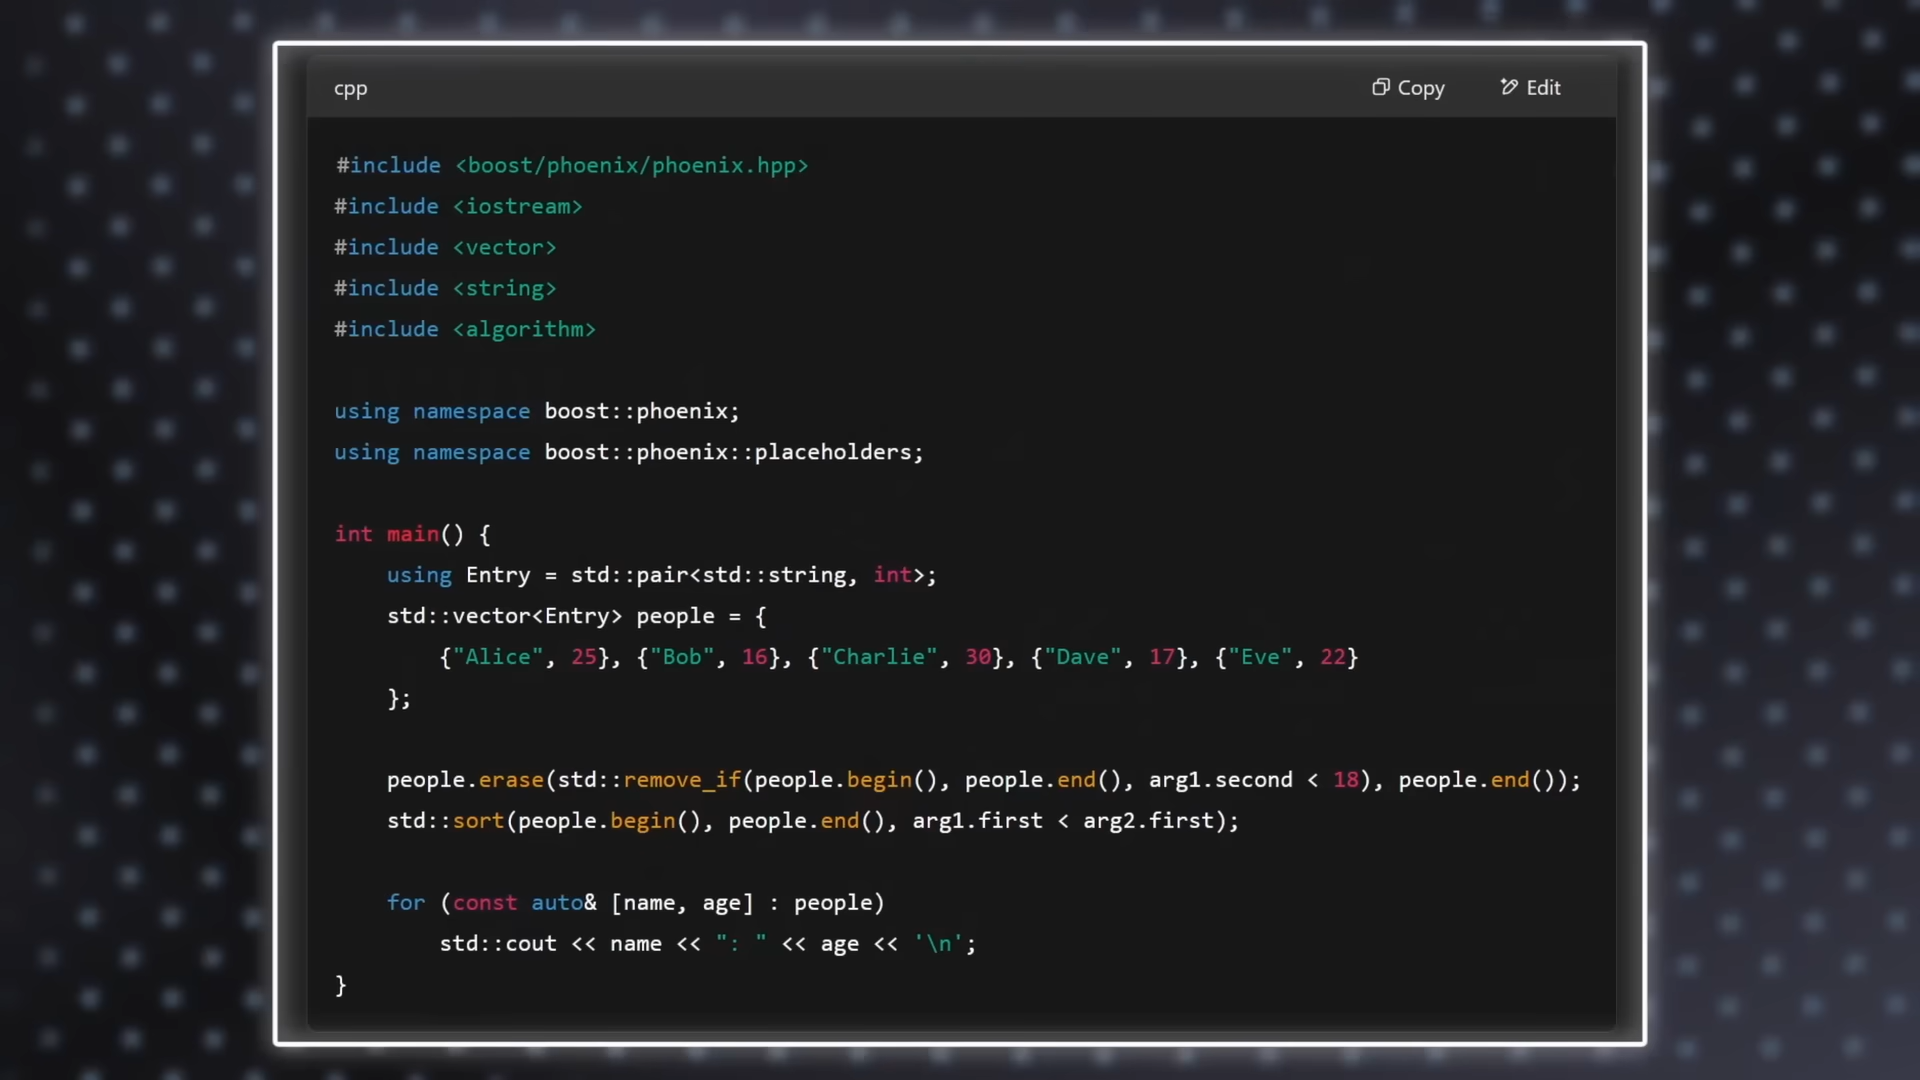 cpp
Copy
Edit
#include <boost/phoenix/phoenix.hpp>
#include <iostream>
#include <vector>
#include <string>
#include <algorithm>
using namespace boost::phoenix;
using namespace boost::phoenix::placeholders;
int main() {
    using Entry = std::pair<std::string, int>;
    std::vector<Entry> people = {
        {"Alice", 25}, {"Bob", 16}, {"Charlie", 30}, {"Dave", 17}, {"Eve", 22}
    };
    people.erase(std::remove_if(people.begin(), people.end(), arg1.second < 18), people.end());
    std::sort(people.begin(), people.end(), arg1.first < arg2.first);
    for (const auto& [name, age] : people)
        std::cout << name << ": " << age << '\n';
}